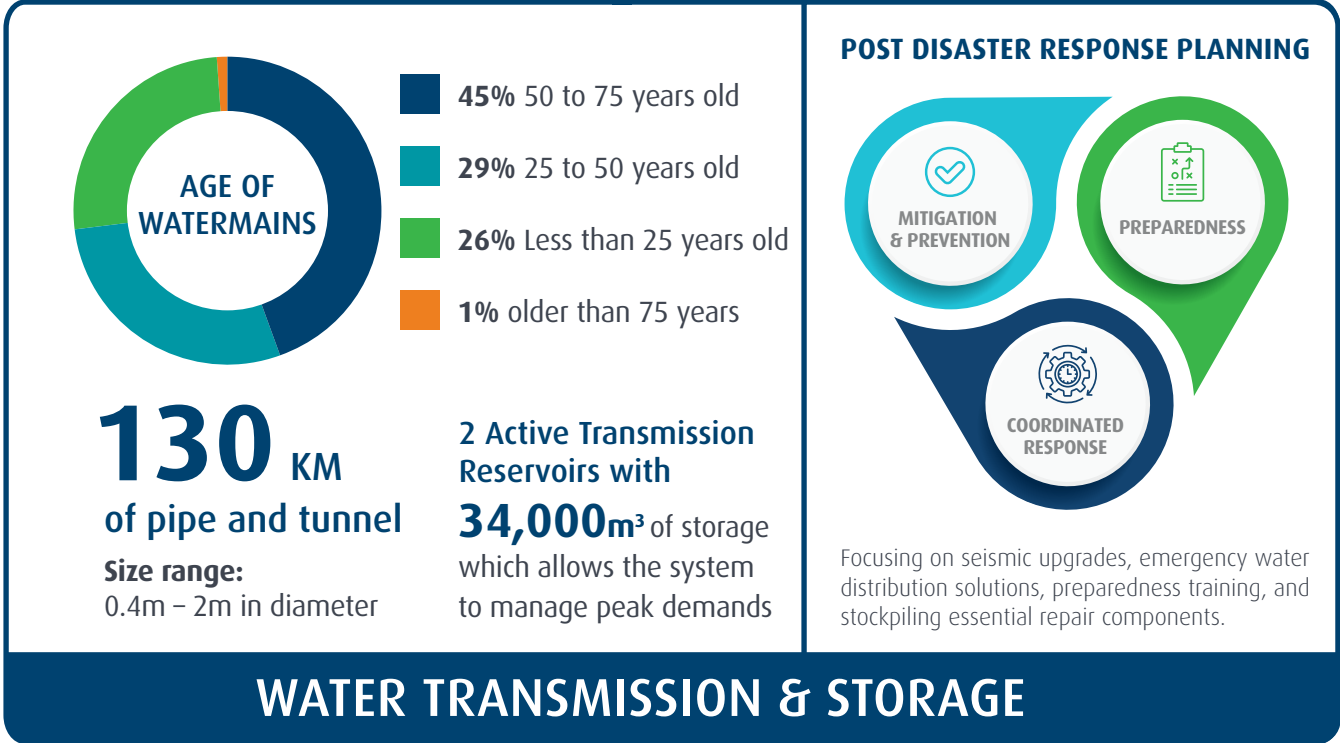 AGE OF
WATERMAINS
45% 50 to 75 years old
29% 25 to 50 years old
26% Less than 25 years old
1% older than 75 years
130 KM
of pipe and tunnel
Size range:
0.4m – 2m in diameter
2 Active Transmission
Reservoirs with
34,000m³ of storage
which allows the system
to manage peak demands
POST DISASTER RESPONSE PLANNING
MITIGATION
& PREVENTION
PREPAREDNESS
COORDINATED
RESPONSE
Focusing on seismic upgrades, emergency water
distribution solutions, preparedness training, and
stockpiling essential repair components.
WATER TRANSMISSION & STORAGE